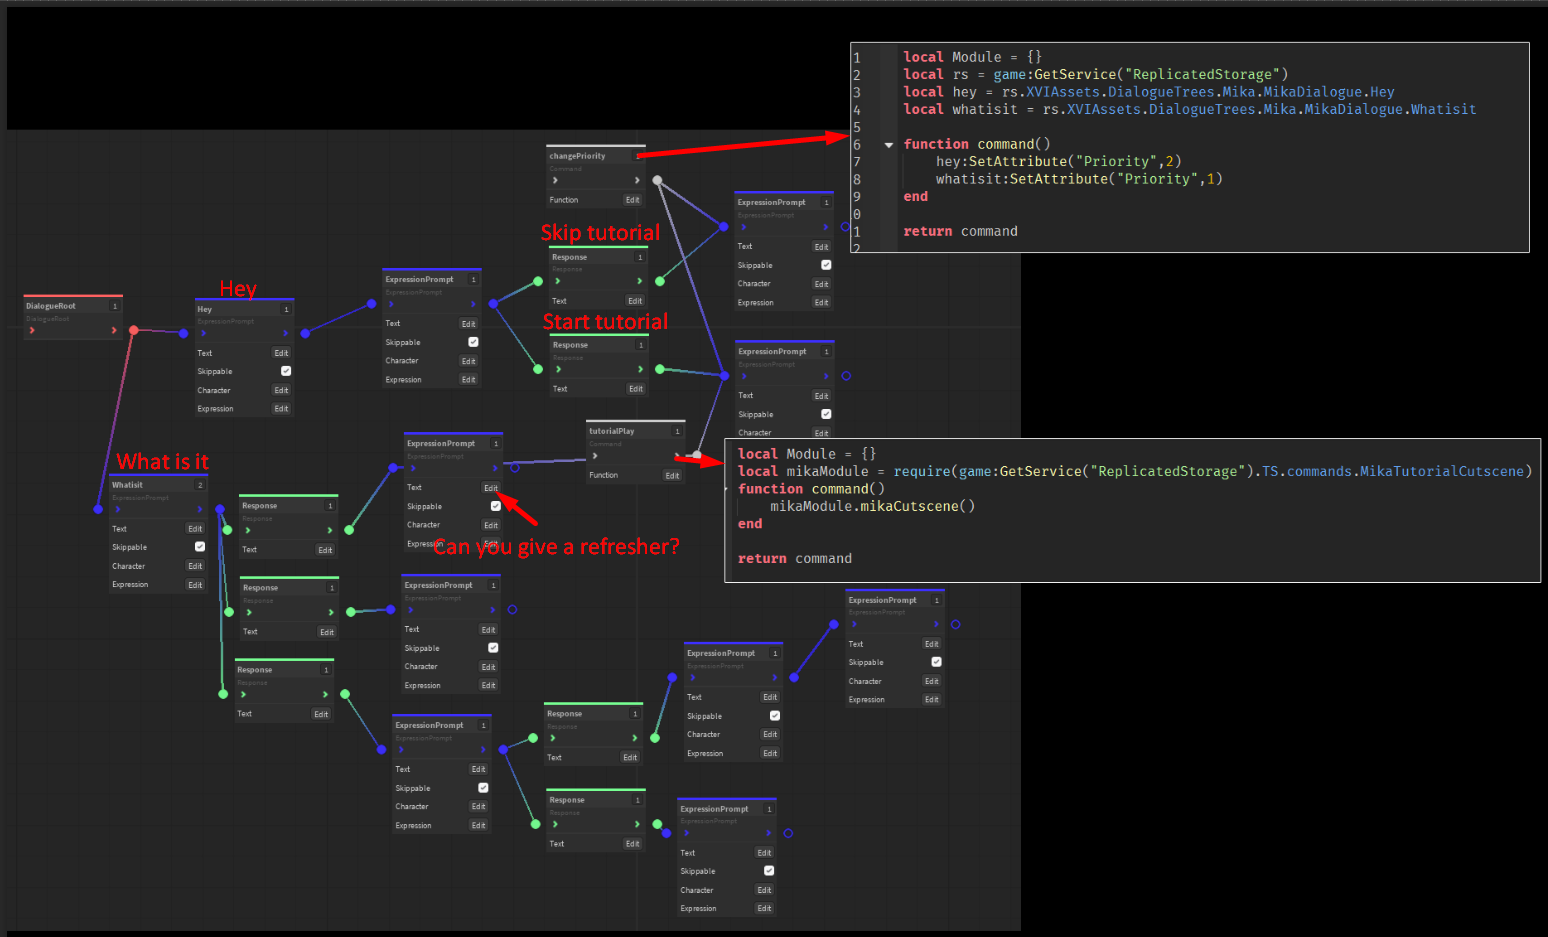 1 local Module = {}
2 local rs = game:GetService("ReplicatedStorage")
3 local hey = rs.XVIAssets.DialogueTrees.Mika.MikaDialogue.Hey
4 local whatisit = rs.XVIAssets.DialogueTrees.Mika.MikaDialogue.Whatisit
5
6 function command()
7 hey:SetAttribute("Priority",2)
8 whatisit:SetAttribute("Priority",1)
9 end
0
1 return command
2
changePriority
Command
Function Edit
ExpressionPrompt 1
ExpressionPrompt
Text Edit
Skippable
Character Edit
Expression Edit
Skip tutorial
Response 1
Response
Text Edit
Start tutorial
Response 1
Response
Text Edit
DialogueRoot 1
DialogueRoot
Hey
Hey 1
ExpressionPrompt
Text Edit
Skippable
Character Edit
Expression Edit
ExpressionPrompt 1
ExpressionPrompt
Text Edit
Skippable
Character Edit
Expression Edit
ExpressionPrompt 1
ExpressionPrompt
Text Edit
Skippable
Character Edit
tutorialPlay 1
Command
Function Edit
local Module = {}
local mikaModule = require(game:GetService("ReplicatedStorage").TS.commands.MikaTutorialCutscene)
function command()
mikaModule.mikaCutscene()
end
return command
What is it
Whatisit 2
ExpressionPrompt
Text Edit
Skippable
Character Edit
Expression Edit
Response 1
Response
Text Edit
Response 1
Response
Text Edit
Response 1
Response
Text Edit
ExpressionPrompt 1
ExpressionPrompt
Text Edit
Skippable
Character Edit
Expression Edit
Can you give a refresher?
ExpressionPrompt 1
ExpressionPrompt
Text Edit
Skippable
Character Edit
Expression Edit
ExpressionPrompt 1
ExpressionPrompt
Text Edit
Skippable
Character Edit
Expression Edit
Response 1
Response
Text Edit
Response 1
Response
Text Edit
ExpressionPrompt 1
ExpressionPrompt
Text Edit
Skippable
Character Edit
Expression Edit
ExpressionPrompt 1
ExpressionPrompt
Text Edit
Skippable
Character Edit
Expression Edit
ExpressionPrompt 1
ExpressionPrompt
Text Edit
Skippable
Character Edit
Expression Edit